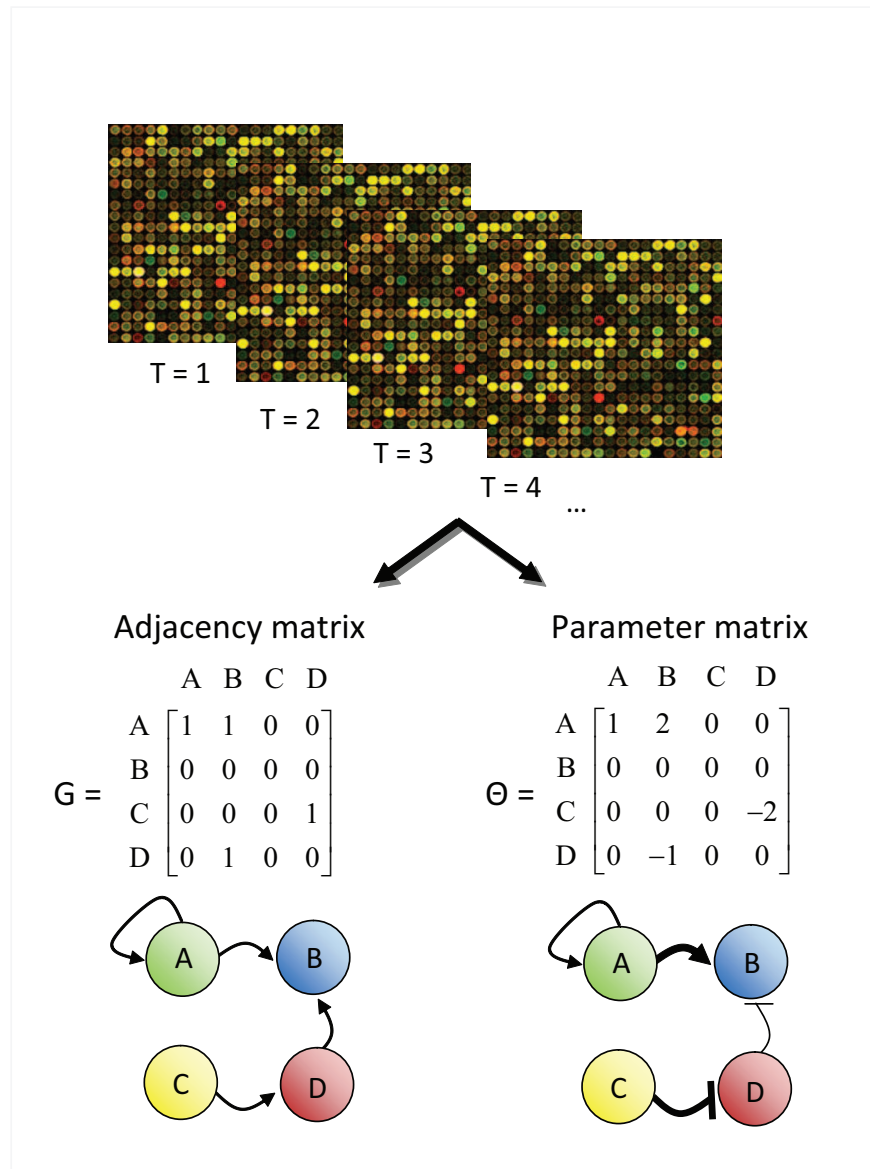 T = 1
T = 2
T = 3
T = 4
...
Adjacency matrix
A B C D
A 1 1 0 0
B 0 0 0 0
G =
C 0 0 0 1
D 0 1 0 0
A
B
C
D
Parameter matrix
A B C D
A 1 2 0 0
B 0 0 0 0
Θ =
C 0 0 0 −2
D 0 −1 0 0
A
B
C
D